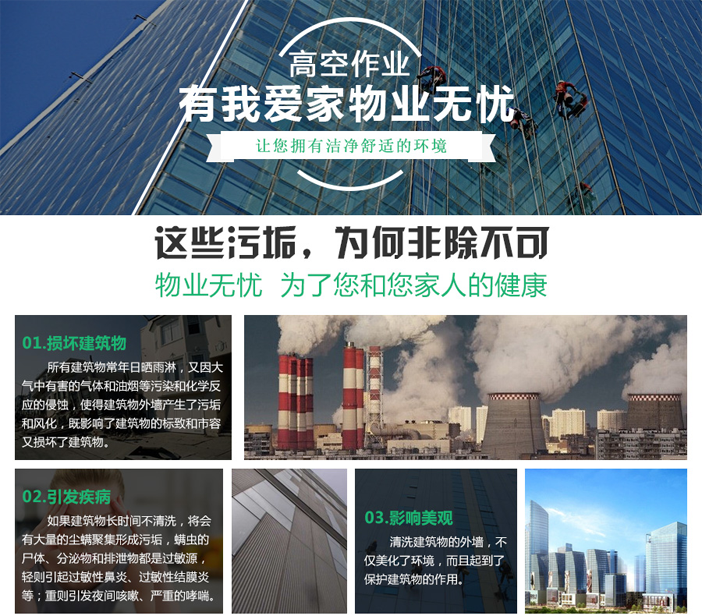 高空作业
有我爱家物业无忧
让您拥有洁净舒适的环境
这些污垢，为何非除不可
物业无忧 为了您和您家人的健康
01.损坏建筑物
所有建筑物常年日晒雨淋，又因大
气中有害的气体和油烟等污染和化学反
应的侵蚀，使得建筑物外墙产生了污垢
和风化，既影响了建筑物的标致和市容
又损坏了建筑物。
02.引发疾病
如果建筑物长时间不清洗，将会
有大量的尘螨聚集形成污垢，螨虫的
尸体、分泌物和排泄物都是过敏源，
轻则引起过敏性鼻炎、过敏性结膜炎
等；重则引发夜间咳嗽、严重的哮喘。
03.影响美观
清洗建筑物的外墙，不
仅美化了环境，而且起到了
保护建筑物的作用。